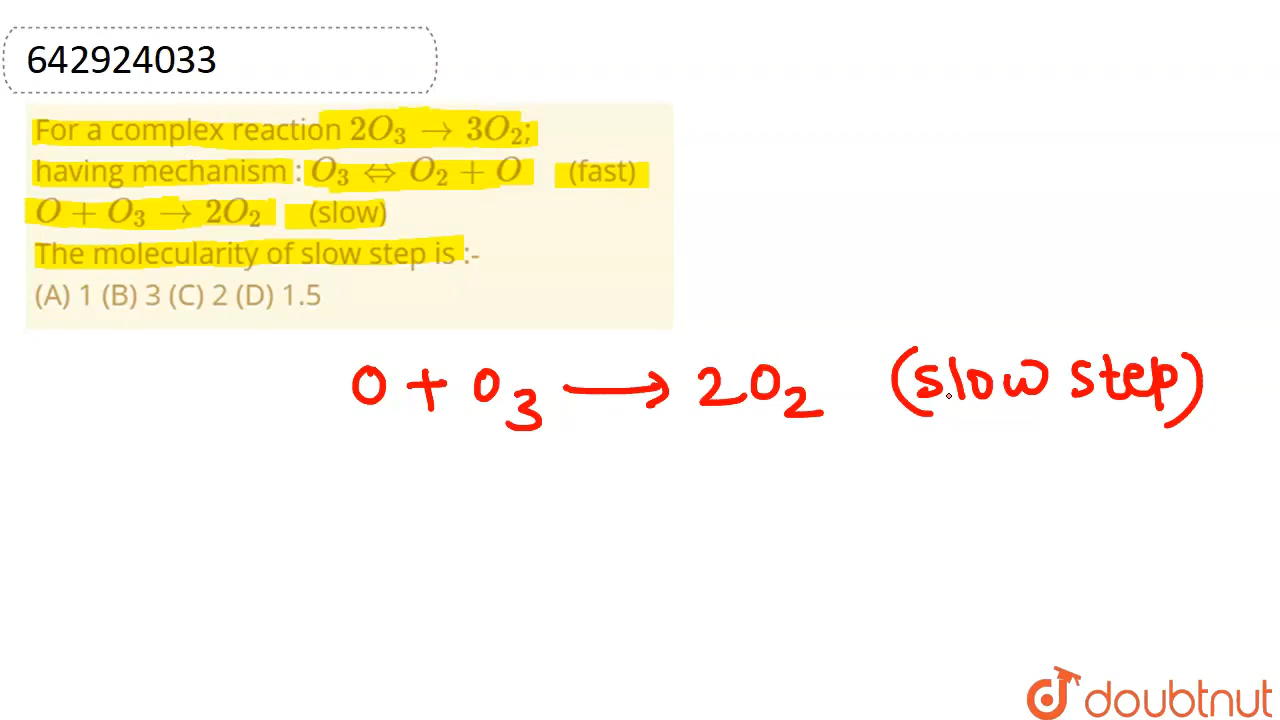 642924033
For a complex reaction 2O₃ → 3O₂;
having mechanism : O₃ ⇔ O₂ + O (fast)
O + O₃ → 2O₂ (slow)
The molecularity of slow step is :-
(A) 1 (B) 3 (C) 2 (D) 1.5
O + O₃ ⟶ 2O₂ (slow step)
doubtnut